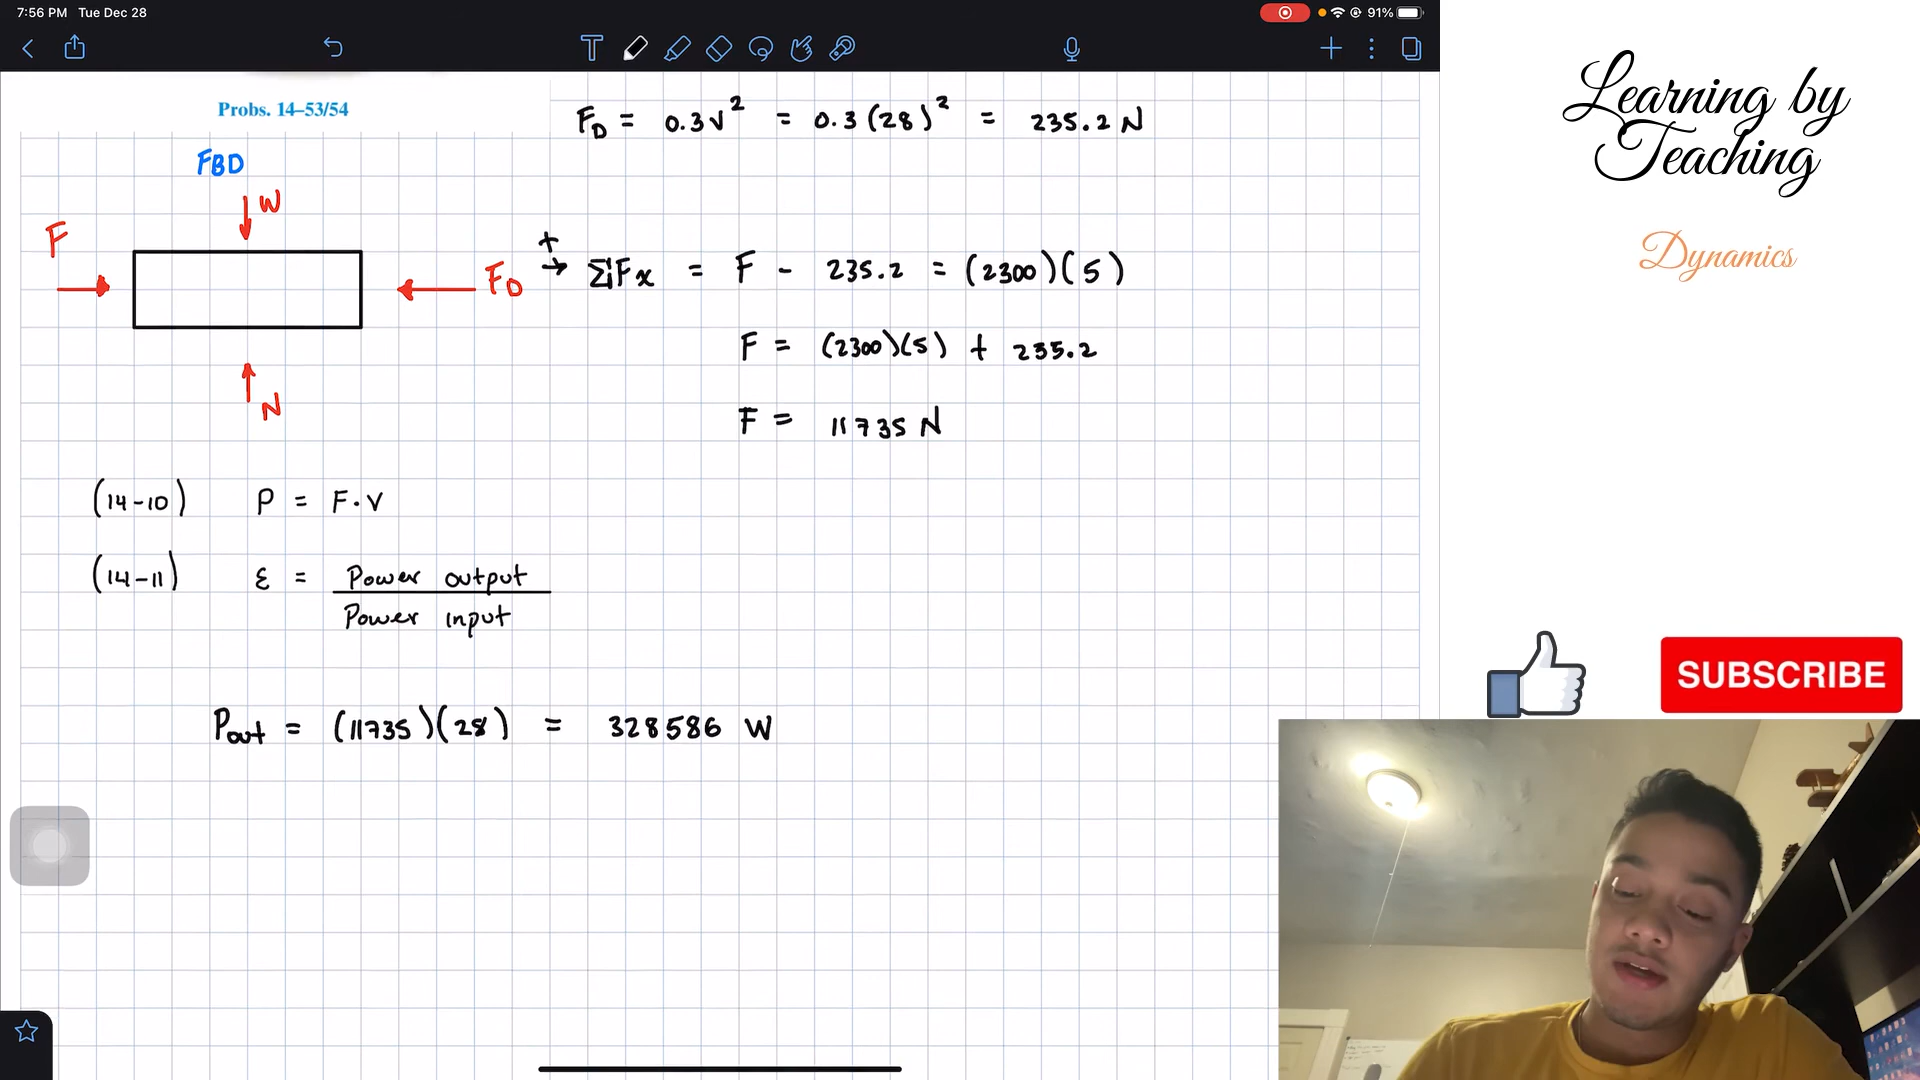 7:56 PM Tue Dec 28
91%
Probs. 14–53/54
F_D = 0.3v² = 0.3(28)² = 235.2 N
FBD
W
F
F_D
N
+→ ΣFx = F - 235.2 = (2300)(5)
F = (2300)(5) + 235.2
F = 11735 N
(14-10) P = F·V
(14-11) ε = Power output
Power input
Pout = (11735)(28) = 328586 W
Learning by
Teaching
Dynamics
SUBSCRIBE